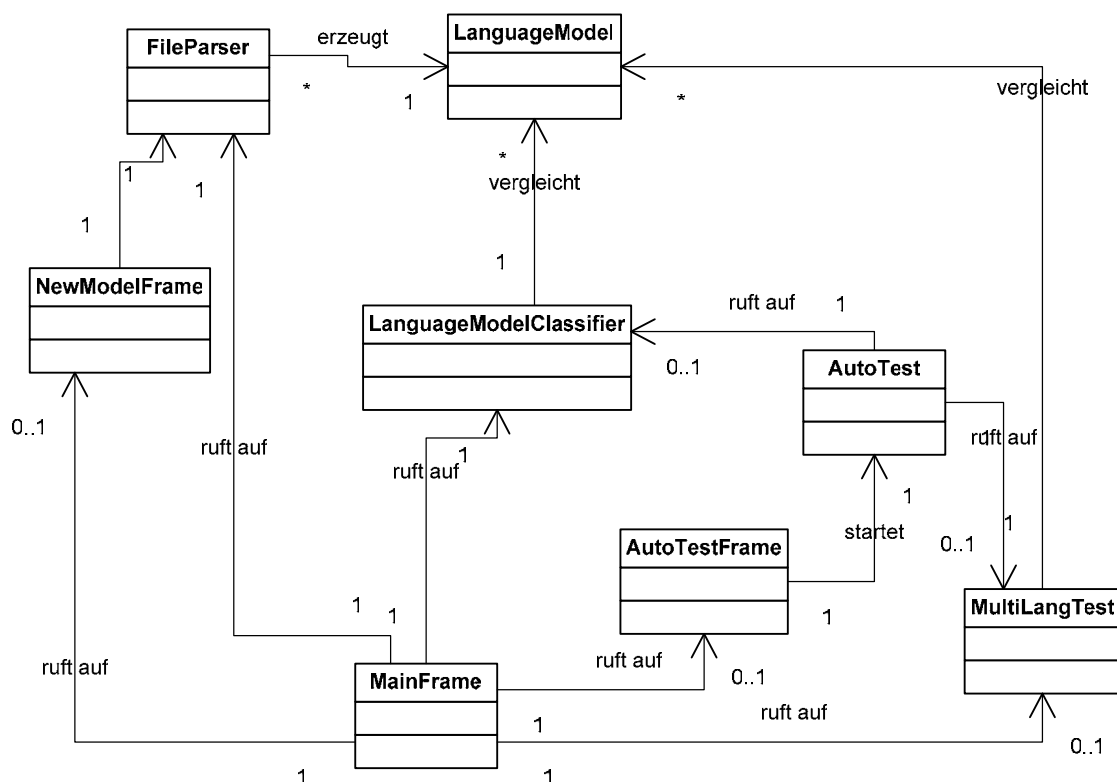 LanguageModel
FileParser
erzeugt
*
1
*
vergleicht
*
vergleicht
1
1
1
1
NewModelFrame
LanguageModelClassifier
ruft auf
1
0..1
AutoTest
0..1
ruft auf
ruft auf
1
ruft auf
1
1
startet
1
0..1
AutoTestFrame
MultiLangTest
1
1
1
ruft auf
ruft auf
0..1
MainFrame
ruft auf
1
0..1
1
1